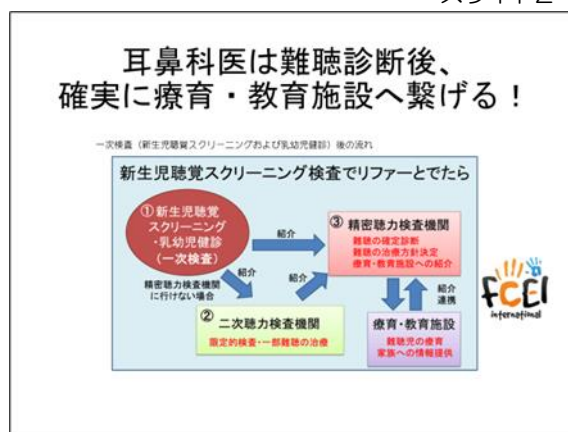 耳鼻科医は難聴診断後、
確実に療育・教育施設へ繋げる！
一次検査（新生児聴覚スクリーニングおよび乳幼児健診）後の流れ
新生児聴覚スクリーニング検査でリファーとでたら
①新生児聴覚
スクリーニング
・乳幼児健診
（一次検査）
紹介
③ 精密聴力検査機関
難聴の確定診断
難聴の治療方針決定
療育・教育施設への紹介
精密聴力検査機関
に行けない場合
紹介
紹介
② 二次聴力検査機関
限定的検査・一部難聴の治療
紹介
連携
療育・教育施設
難聴児の療育
家族への情報提供
FCEI
international